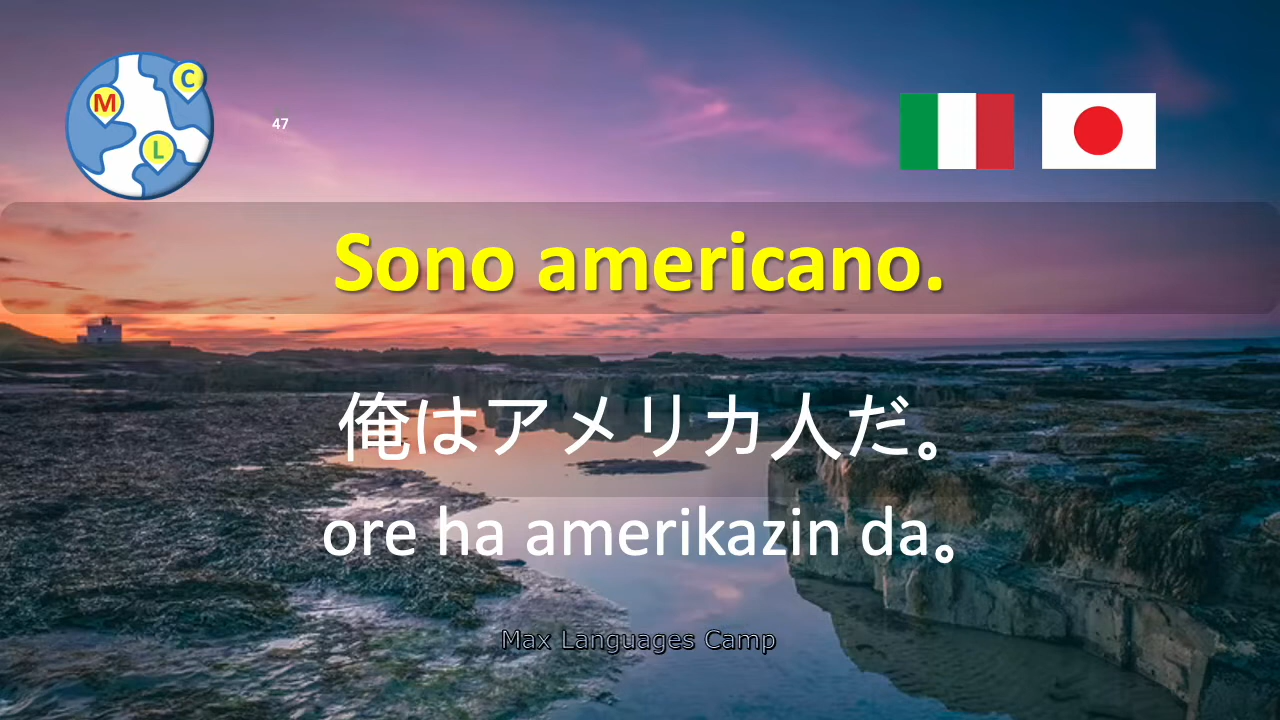 M
C
L
47
Sono americano.
俺はアメリカ人だ。
ore ha amerikazin da。
Max Languages Camp